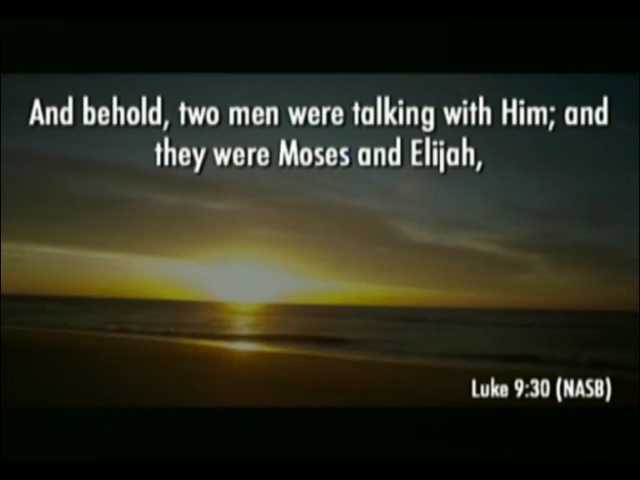 And behold, two men were talking with Him; and
they were Moses and Elijah,
Luke 9:30 (NASB)